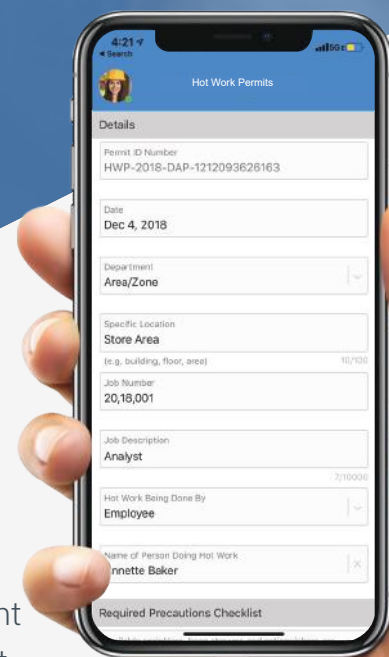 4:21
5G E
Search
Hot Work Permits
Details
Permit ID Number
HWP-2018-DAP-1212093626163
Date
Dec 4, 2018
Department
Area/Zone
Specific Location
Store Area
(e.g. building, floor, area) 10/100
Job Number
20,18,001
Job Description
Analyst
7/10000
Hot Work Being Done By
Employee
Name of Person Doing Hot Work
nnette Baker
Required Precautions Checklist
nt